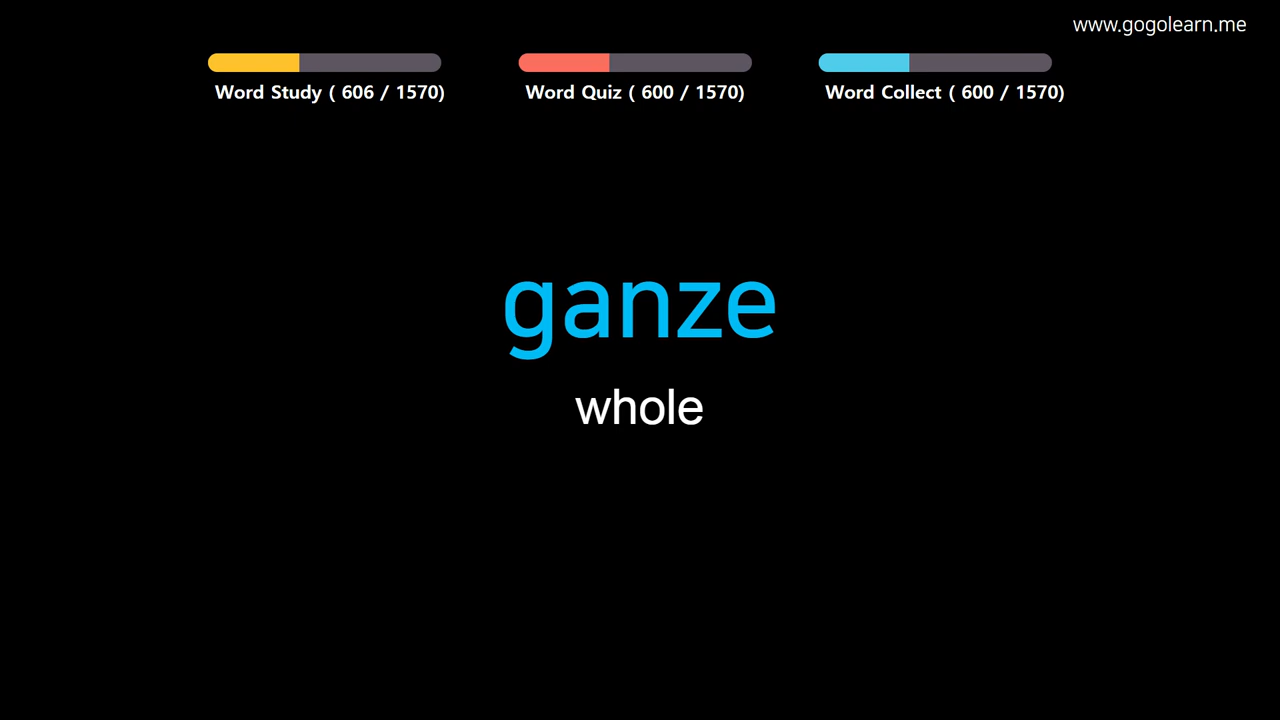 www.gogolearn.me
Word Study ( 606 / 1570)
Word Quiz ( 600 / 1570)
Word Collect ( 600 / 1570)
ganze
whole